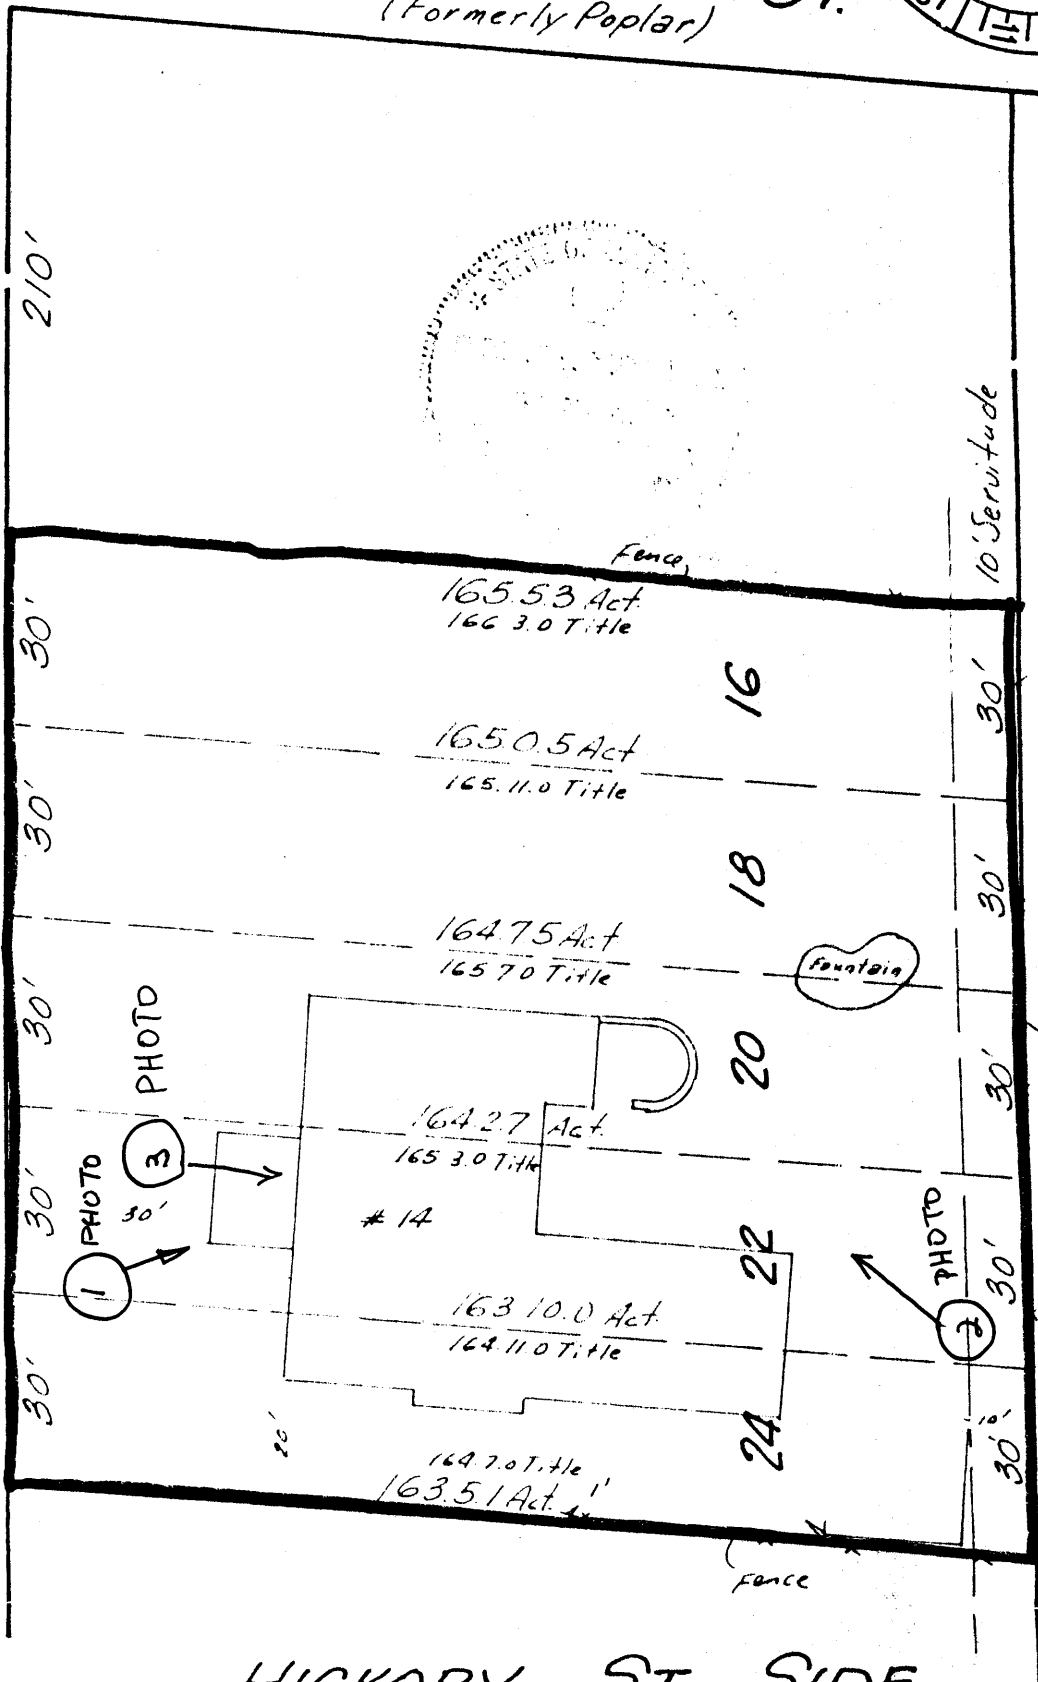 (Formerly Poplar)
St.
11
210'
STATE OF
10' Servitude
Fence
165.5.3 Act.
166 3.0 Title
30'
16
30'
165.0.5 Act
165.11.0 Title
30'
18
30'
164.7.5 Act
165 7 0 Title
Fountain
30'
PHOTO
3
20
30'
164.2.7 Act.
165 3.0 Title
30'
PHOTO
1
30'
# 14
22
PHOTO
2
30'
163 10.0 Act.
164.11.0 Title
30'
20'
24
10'
30'
164.7.0 Title
163.5.1 Act.
1'
Fence
HICKORY ST. SIDE